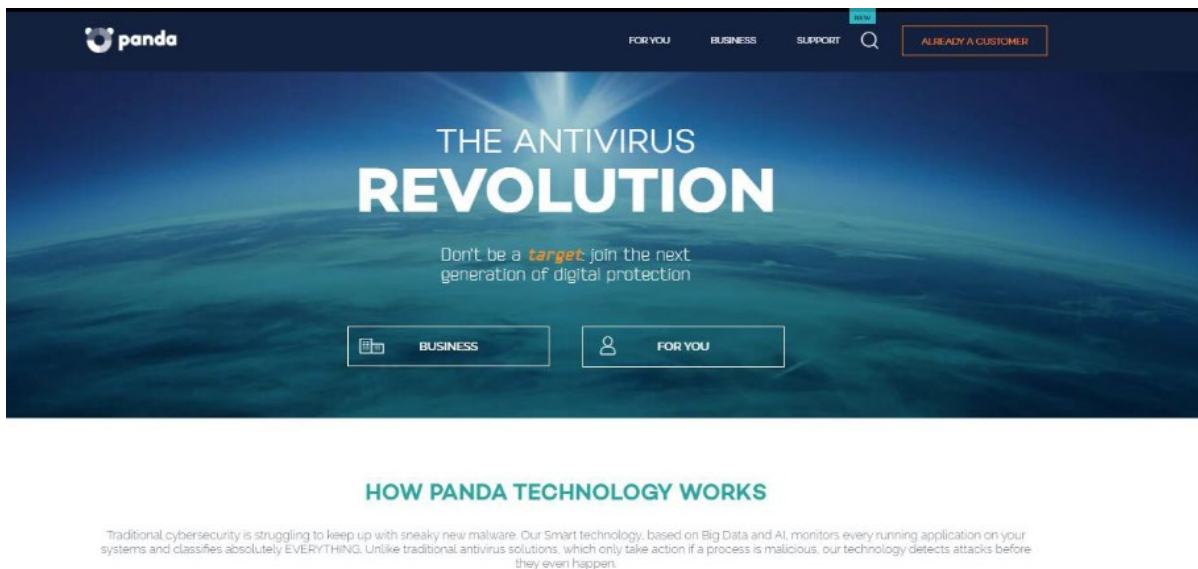 NEW
panda
FOR YOU BUSINESS SUPPORT ALREADY A CUSTOMER
THE ANTIVIRUS
REVOLUTION
Don't be a target: join the next
generation of digital protection
BUSINESS FOR YOU
HOW PANDA TECHNOLOGY WORKS
Traditional cybersecurity is struggling to keep up with sneaky new malware. Our Smart technology, based on Big Data and AI, monitors every running application on your
systems and classifies absolutely EVERYTHING. Unlike traditional antivirus solutions, which only take action if a process is malicious, our technology detects attacks before
they even happen.